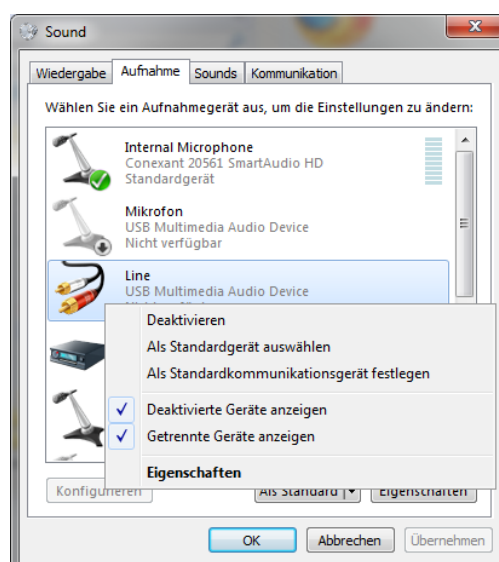 Sound
Wiedergabe Aufnahme Sounds Kommunikation
Wählen Sie ein Aufnahmegerät aus, um die Einstellungen zu ändern:
Internal Microphone
Conexant 20561 SmartAudio HD
Standardgerät
Mikrofon
USB Multimedia Audio Device
Nicht verfügbar
Line
USB Multimedia Audio Device
Deaktivieren
Als Standardgerät auswählen
Als Standardkommunikationsgerät festlegen
Deaktivierte Geräte anzeigen
Getrennte Geräte anzeigen
Eigenschaften
Konfigurieren Als Standard Eigenschaften
OK Abbrechen Übernehmen